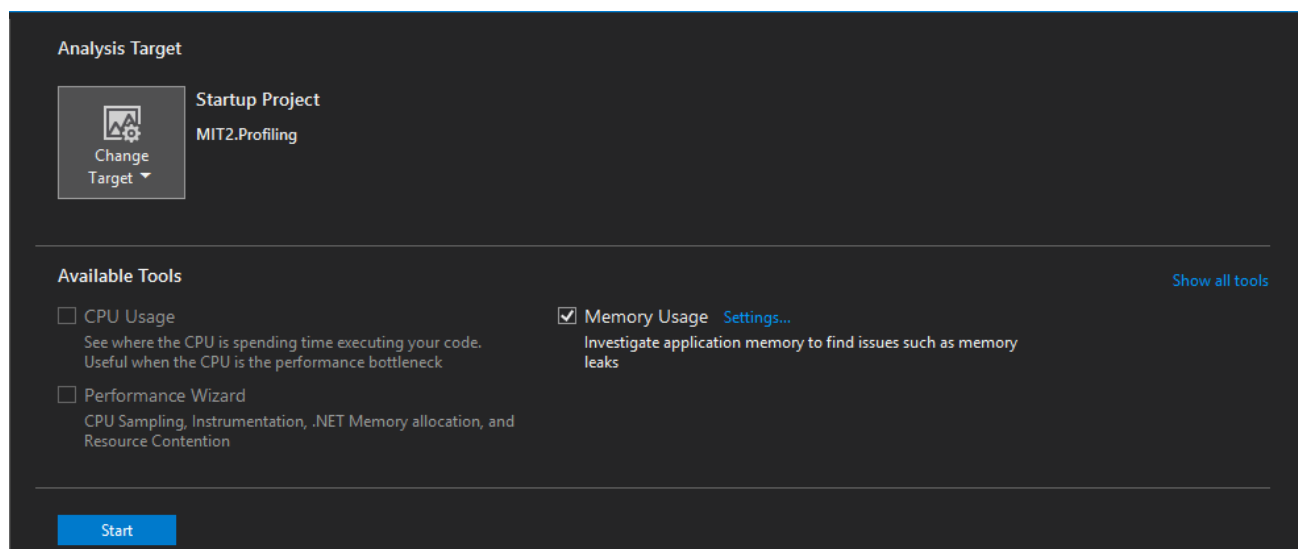 Analysis Target
Change
Target
Startup Project
MIT2.Profiling
Available Tools
Show all tools
CPU Usage
See where the CPU is spending time executing your code.
Useful when the CPU is the performance bottleneck
Memory Usage Settings...
Investigate application memory to find issues such as memory
leaks
Performance Wizard
CPU Sampling, Instrumentation, .NET Memory allocation, and
Resource Contention
Start